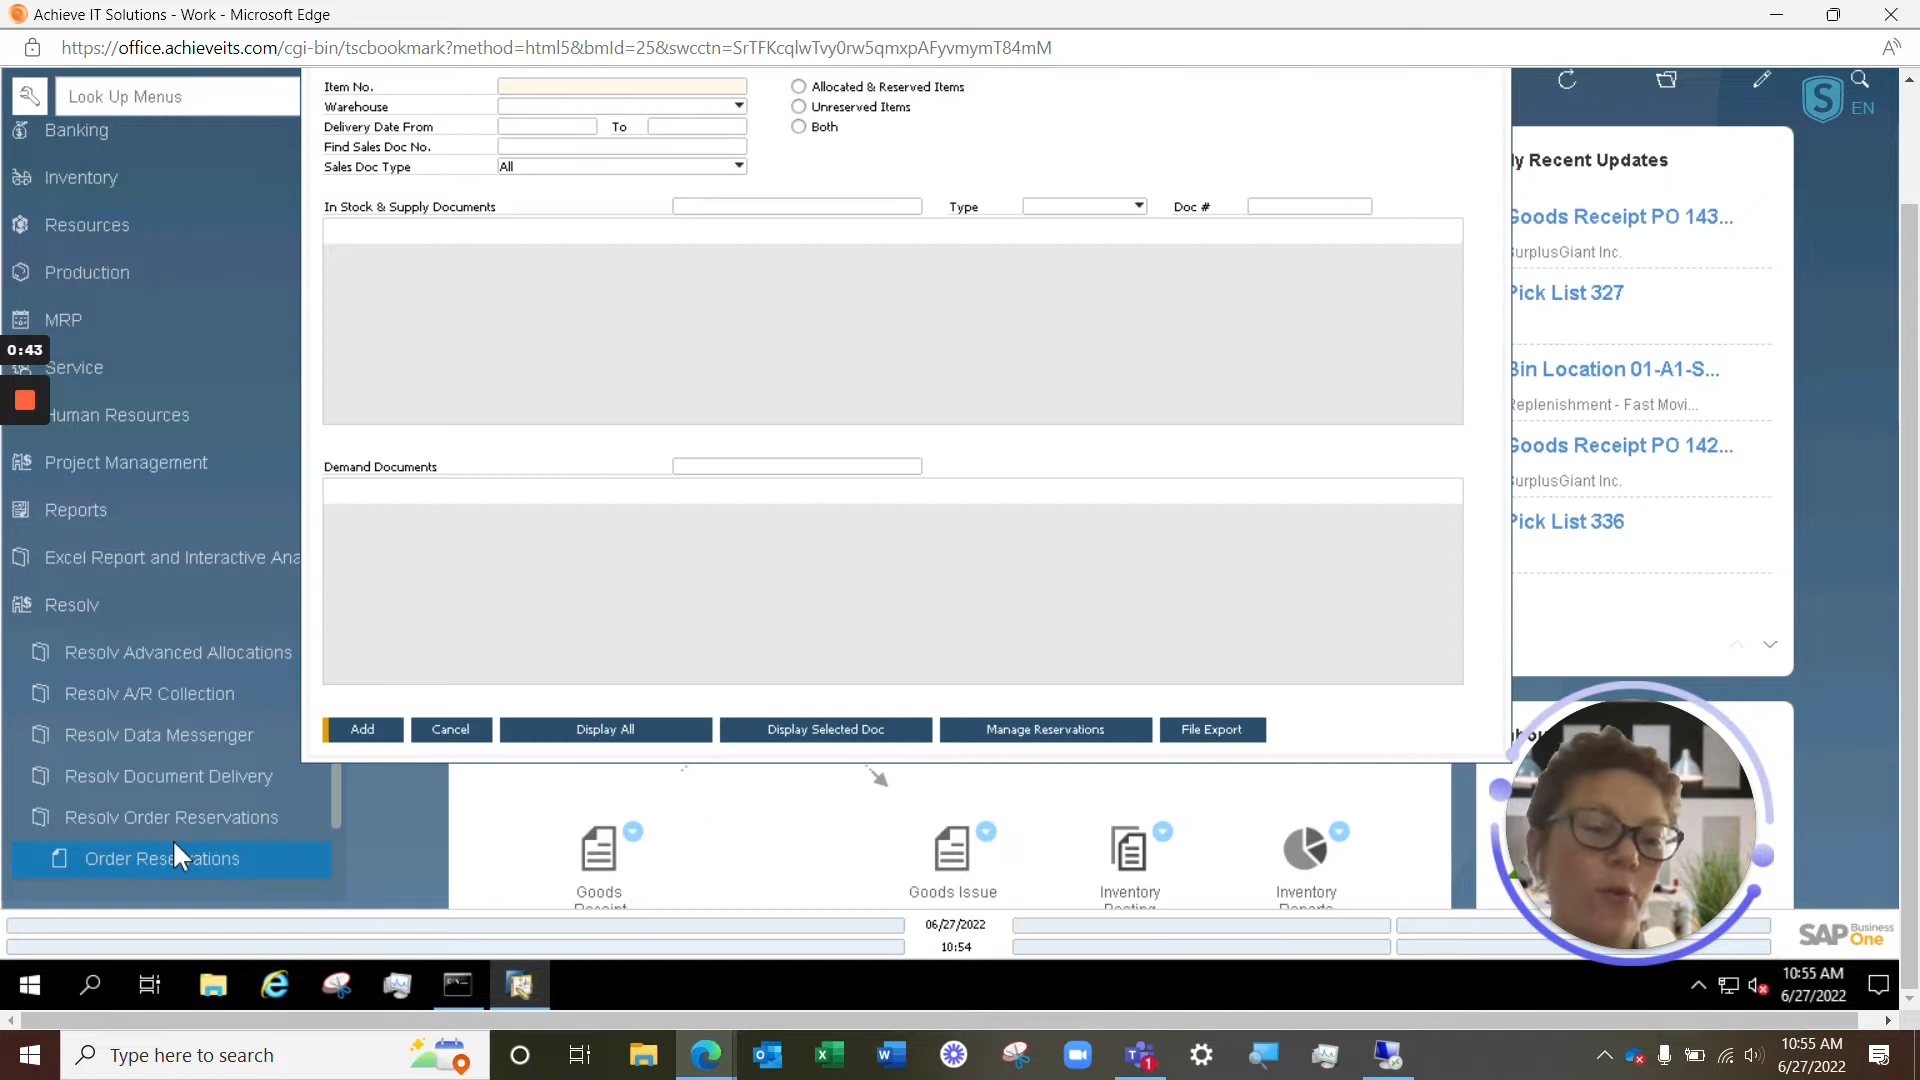 Achieve IT Solutions - Work - Microsoft Edge
https://office.achieveits.com/cgi-bin/tscbookmark?method=html5&bmId=25&swcctn=SrTFKcqlwTvy0rw5qmxpAFyvmymT84mM
Look Up Menus
Banking
Inventory
Resources
Production
MRP
0:43
Service
Human Resources
Project Management
Reports
Excel Report and Interactive Ana
Resolv
Resolv Advanced Allocations
Resolv A/R Collection
Resolv Data Messenger
Resolv Document Delivery
Resolv Order Reservations
Order Reservations
Item No.
Warehouse
Delivery Date From To
Find Sales Doc No.
Sales Doc Type All
Allocated & Reserved Items
Unreserved Items
Both
In Stock & Supply Documents Type Doc #
Demand Documents
Add Cancel Display All Display Selected Doc Manage Reservations File Export
S EN
y Recent Updates
Goods Receipt PO 143...
SurplusGiant Inc.
Pick List 327
Bin Location 01-A1-S...
Replenishment - Fast Movi...
Goods Receipt PO 142...
SurplusGiant Inc.
Pick List 336
Goods
Receipt
Goods Issue
Inventory
Posting
Inventory
Reports
06/27/2022
10:54
SAP Business One
10:55 AM
6/27/2022
Type here to search
1
10:55 AM
6/27/2022